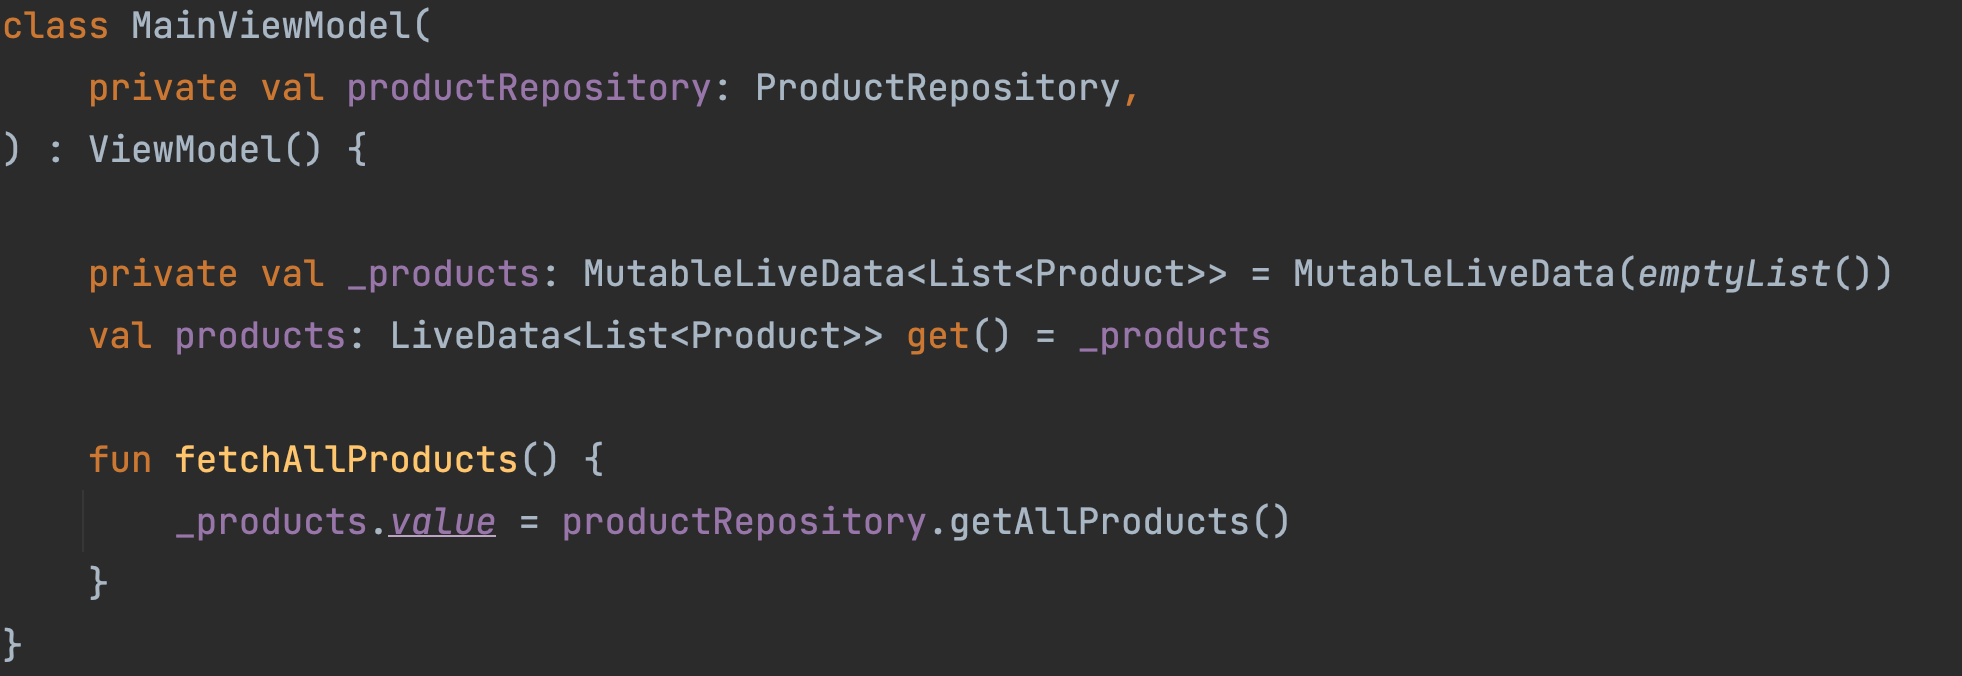 class MainViewModel(
    private val productRepository: ProductRepository,
) : ViewModel() {
    private val _products: MutableLiveData<List<Product>> = MutableLiveData(emptyList())
    val products: LiveData<List<Product>> get() = _products
    fun fetchAllProducts() {
        _products.value = productRepository.getAllProducts()
    }
}